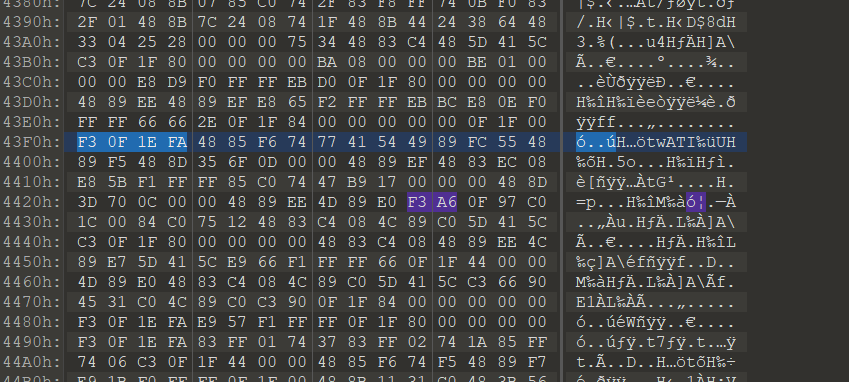 4380h: 7C 24 08 8B 07 85 C0 74 2F 83 F8 FF 74 0B F0 83 |$.‹.…Àt/ƒøÿt.ðƒ
4390h: 2F 01 48 8B 7C 24 08 74 1F 48 8B 44 24 38 64 48 /.H‹|$.t.H‹D$8dH
43A0h: 33 04 25 28 00 00 00 75 34 48 83 C4 48 5D 41 5C 3.%(...u4HƒÄH]A\
43B0h: C3 0F 1F 80 00 00 00 00 BA 08 00 00 00 BE 01 00 Ã..€....º....¾..
43C0h: 00 00 E8 D9 F0 FF FF EB D0 0F 1F 80 00 00 00 00 ..èÙðÿÿëÐ..€....
43D0h: 48 89 EE 48 89 EF E8 65 F2 FF FF EB BC E8 0E F0 H‰îH‰ïèeòÿÿë¼è.ð
43E0h: FF FF 66 66 2E 0F 1F 84 00 00 00 00 00 0F 1F 00 ÿÿff...„........
43F0h: F3 0F 1E FA 48 85 F6 74 77 41 54 49 89 FC 55 48 ó..úH…ötwATI‰üUH
4400h: 89 F5 48 8D 35 6F 0D 00 00 48 89 EF 48 83 EC 08 ‰õH.5o...H‰ïHƒì.
4410h: E8 5B F1 FF FF 85 C0 74 47 B9 17 00 00 00 48 8D è[ñÿÿ…ÀtG¹....H.
4420h: 3D 70 0C 00 00 48 89 EE 4D 89 E0 F3 A6 0F 97 C0 =p...H‰îM‰àó¦.—À
4430h: 1C 00 84 C0 75 12 48 83 C4 08 4C 89 C0 5D 41 5C ..„Àu.HƒÄ.L‰À]A\
4440h: C3 0F 1F 80 00 00 00 00 48 83 C4 08 48 89 EE 4C Ã..€....HƒÄ.H‰îL
4450h: 89 E7 5D 41 5C E9 66 F1 FF FF 66 0F 1F 44 00 00 ‰ç]A\éfñÿÿf..D..
4460h: 4D 89 E0 48 83 C4 08 4C 89 C0 5D 41 5C C3 66 90 M‰àHƒÄ.L‰À]A\Ãf.
4470h: 45 31 C0 4C 89 C0 C3 90 0F 1F 84 00 00 00 00 00 E1ÀL‰ÀÃ...„.....
4480h: F3 0F 1E FA E9 57 F1 FF FF 0F 1F 80 00 00 00 00 ó..úéWñÿÿ..€....
4490h: F3 0F 1E FA 83 FF 01 74 37 83 FF 02 74 1A 85 FF ó..úƒÿ.t7ƒÿ.t.…ÿ
44A0h: 74 06 C3 0F 1F 44 00 00 48 85 F6 74 F5 48 89 F7 t.Ã..D..H…ötõH‰÷